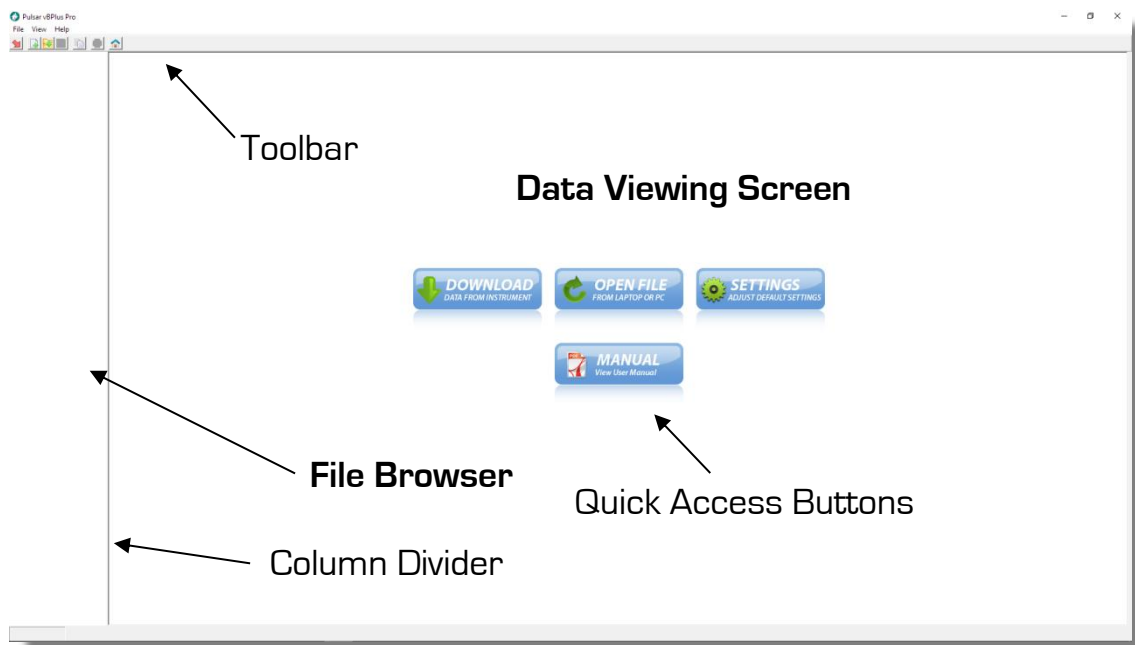 Pulsar vBPlus Pro
File View Help
Toolbar
Data Viewing Screen
DOWNLOAD
DATA FROM INSTRUMENT
OPEN FILE
FROM LAPTOP OR PC
SETTINGS
ADJUST DEFAULT SETTINGS
MANUAL
View User Manual
File Browser
Quick Access Buttons
Column Divider